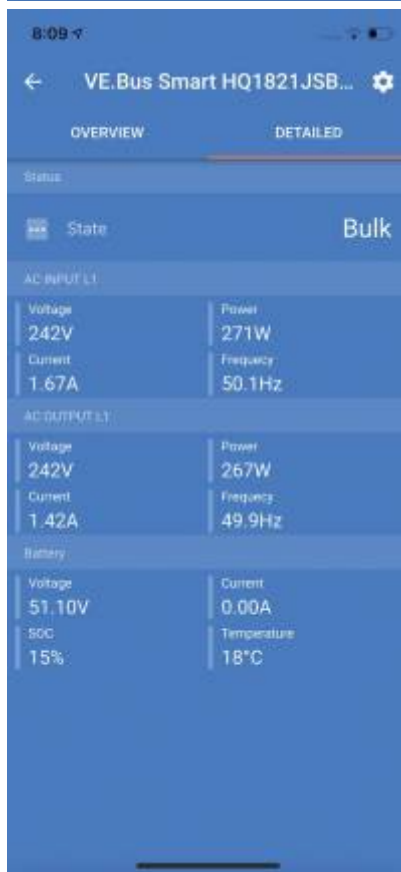 8:09
VE.Bus Smart HQ1821JSB...
OVERVIEW DETAILED
Status
State Bulk
AC INPUT L1
Voltage Power
242V 271W
Current Frequecy
1.67A 50.1Hz
AC OUTPUT L1
Voltage Power
242V 267W
Current Frequecy
1.42A 49.9Hz
Battery
Voltage Current
51.10V 0.00A
SOC Temperature
15% 18°C